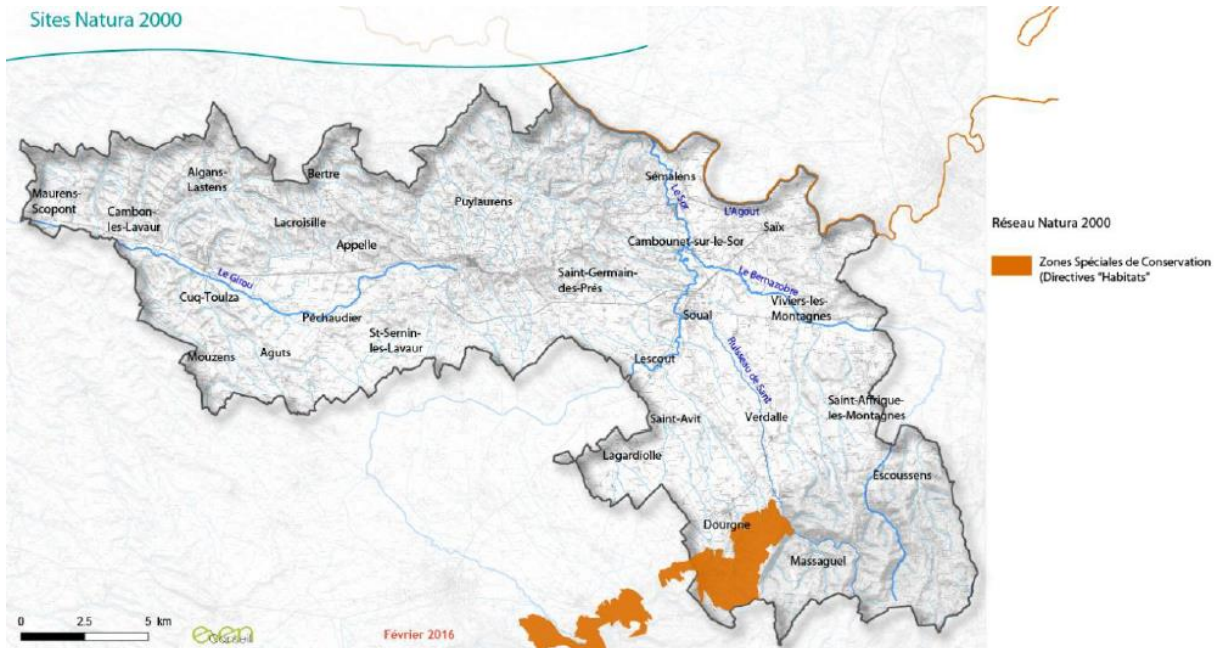 Sites Natura 2000
Sémalens
Le Sor
Algans-
Lastens
Bertre
Maurens-
Scopont
Puylaurens
L'Agout
Cambon-
les-Lavaur
Lacroisille
Saïx
Réseau Natura 2000
Appelle
Cambounet-sur-le-Sor
Zones Spéciales de Conservation
(Directives "Habitats"
Le Girou
Saint-Germain-
des-Prés
Le Bernazobre
Cuq-Toulza
Viviers-les-
Montagnes
Péchaudier
Soual
St-Sernin-
les-Lavaur
Mouzens
Aguts
Lescout
Ruisseau de Sant
Saint-Affrique-
les-Montagnes
Saint-Avit
Verdalle
Lagardiolle
Escoussens
Dourgne
Massaguel
0 2.5 5 km
even
Conseil
Février 2016